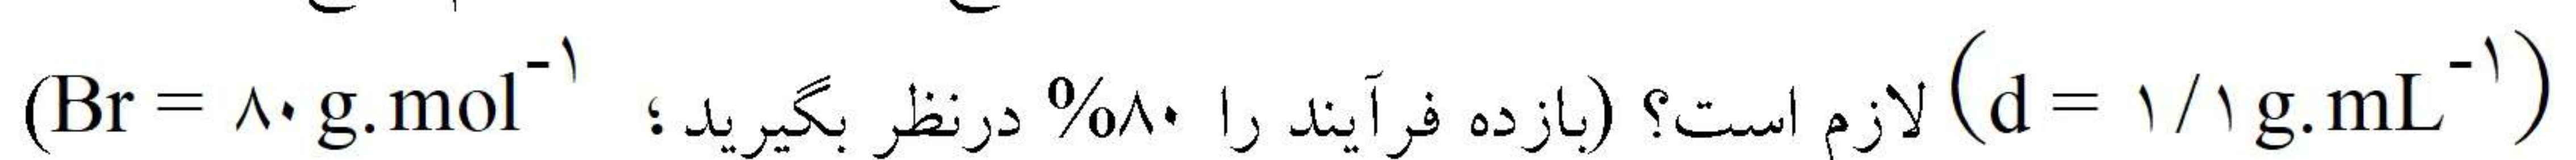 (d = ۱/۱ g.mL⁻¹) لازم است؟ (بازده فرآیند را ۸۰% درنظر بگیرید؛ Br = ۸۰ g.mol⁻¹)